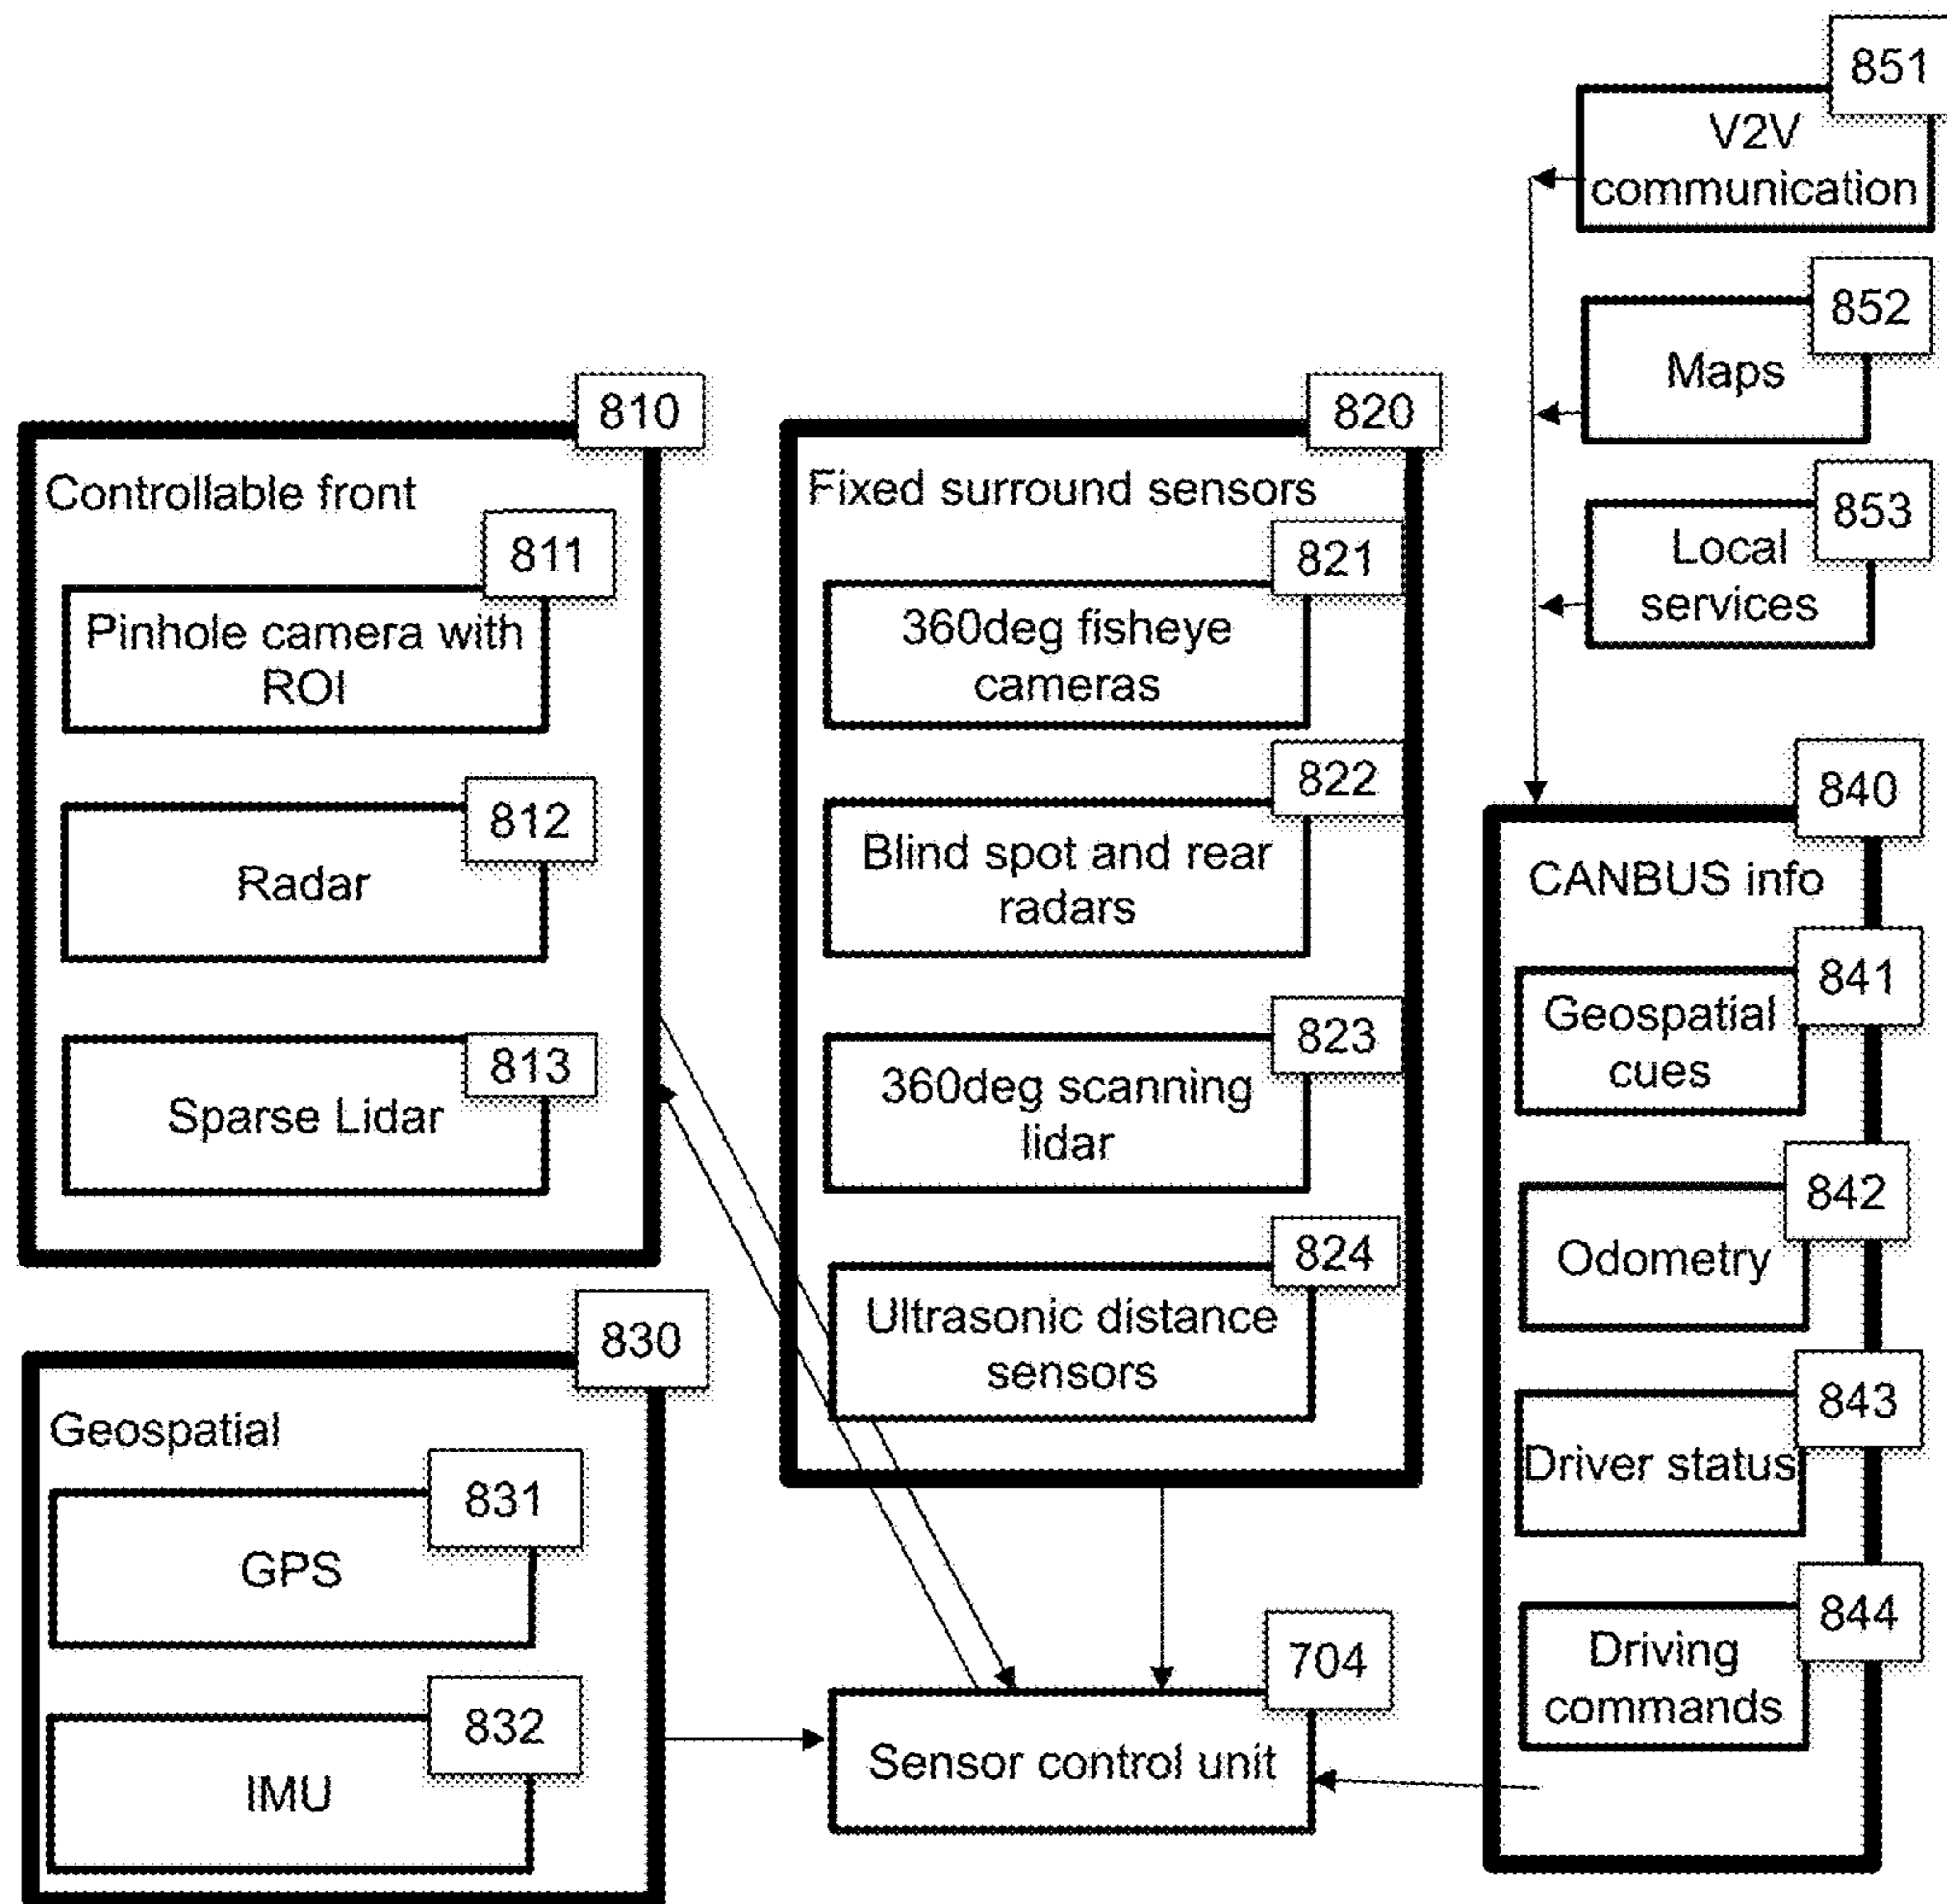 851
V2V
communication
852
Maps
853
Local
services
810
Controllable front
811
Pinhole camera with
ROI
812
Radar
813
Sparse Lidar
820
Fixed surround sensors
821
360deg fisheye
cameras
822
Blind spot and rear
radars
823
360deg scanning
lidar
824
Ultrasonic distance
sensors
830
Geospatial
831
GPS
832
IMU
704
Sensor control unit
840
CANBUS info
841
Geospatial
cues
842
Odometry
843
Driver status
844
Driving
commands